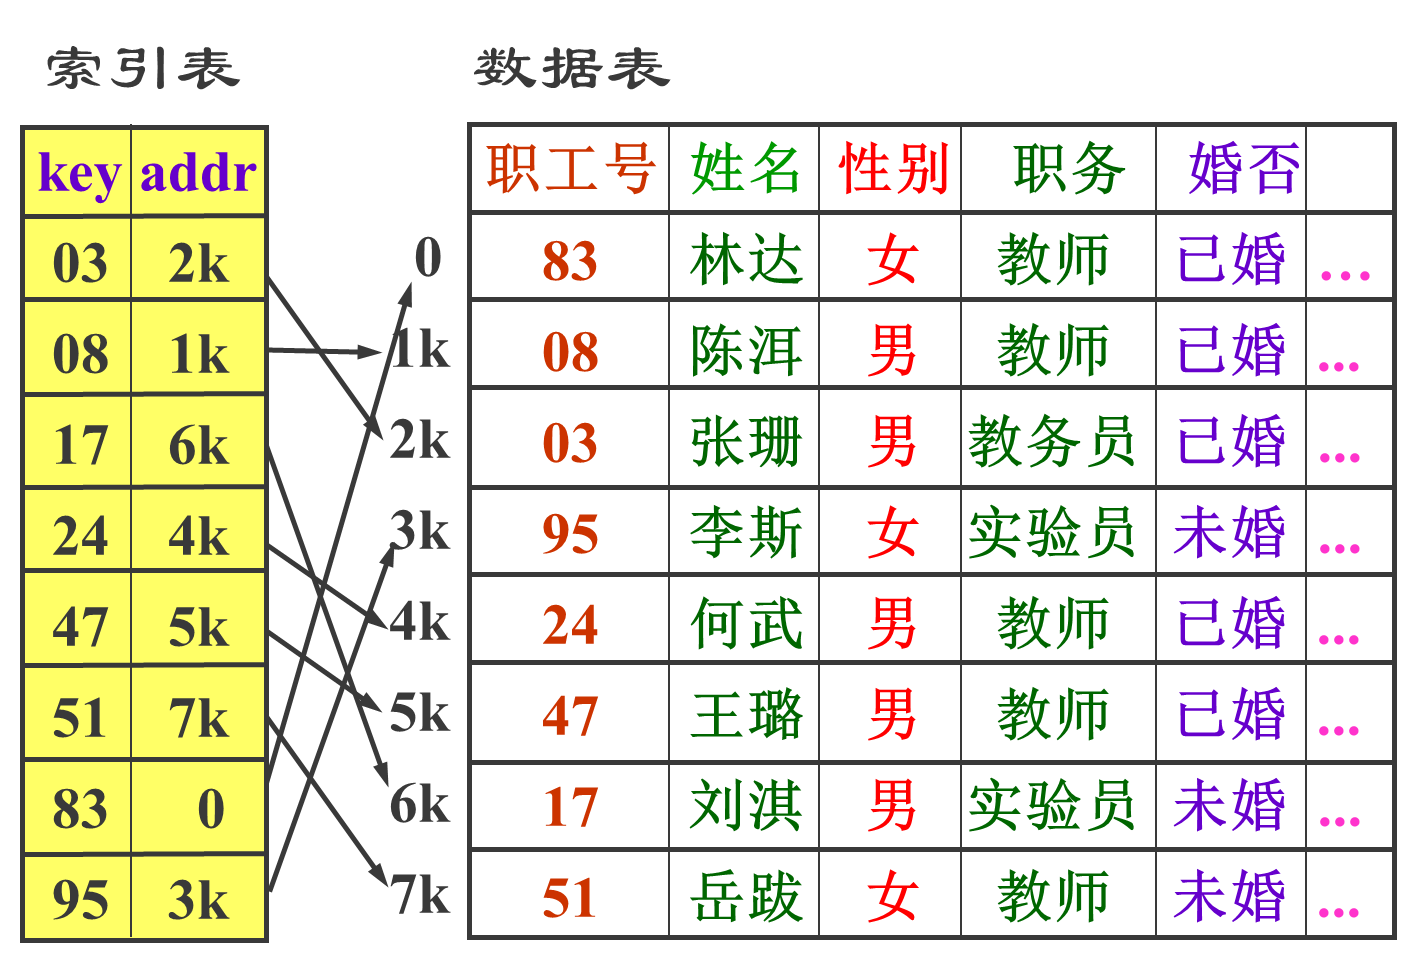 索引表 数据表
key addr 职工号 姓名 性别 职务 婚否
03 2k 0 83 林达 女 教师 已婚 ...
08 1k 1k 08 陈洱 男 教师 已婚 ...
17 6k 2k 03 张珊 男 教务员 已婚 ...
24 4k 3k 95 李斯 女 实验员 未婚 ...
47 5k 4k 24 何武 男 教师 已婚 ...
51 7k 5k 47 王璐 男 教师 已婚 ...
83 0 6k 17 刘淇 男 实验员 未婚 ...
95 3k 7k 51 岳跋 女 教师 未婚 ...